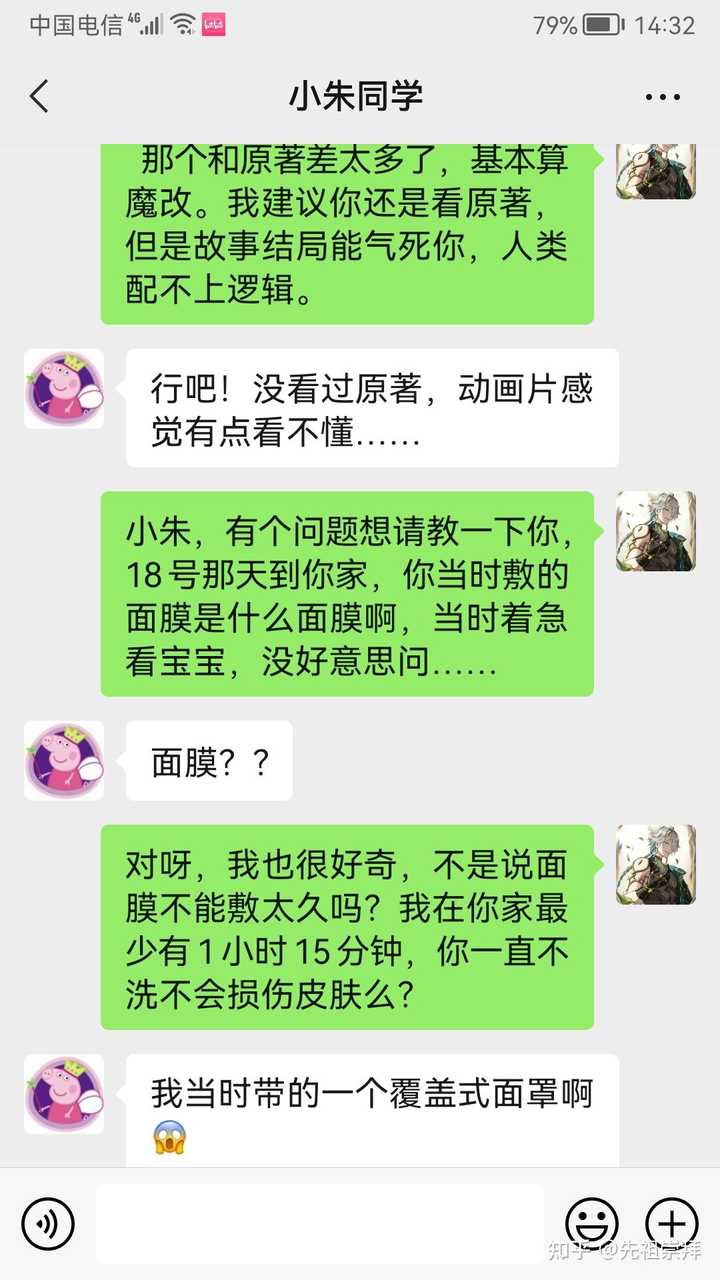 中国电信 4G 79% 14:32
小朱同学
那个和原著差太多了，基本算
魔改。我建议你还是看原著，
但是故事结局能气死你，人类
配不上逻辑。
行吧！没看过原著，动画片感
觉有点看不懂……
小朱，有个问题想请教一下你，
18号那天到你家，你当时敷的
面膜是什么面膜啊，当时着急
看宝宝，没好意思问……
面膜？？
对呀，我也很好奇，不是说面
膜不能敷太久吗？我在你家最
少有1小时15分钟，你一直不
洗不会损伤皮肤么？
我当时带的一个覆盖式面罩啊
😱
知乎 @先祖崇拜